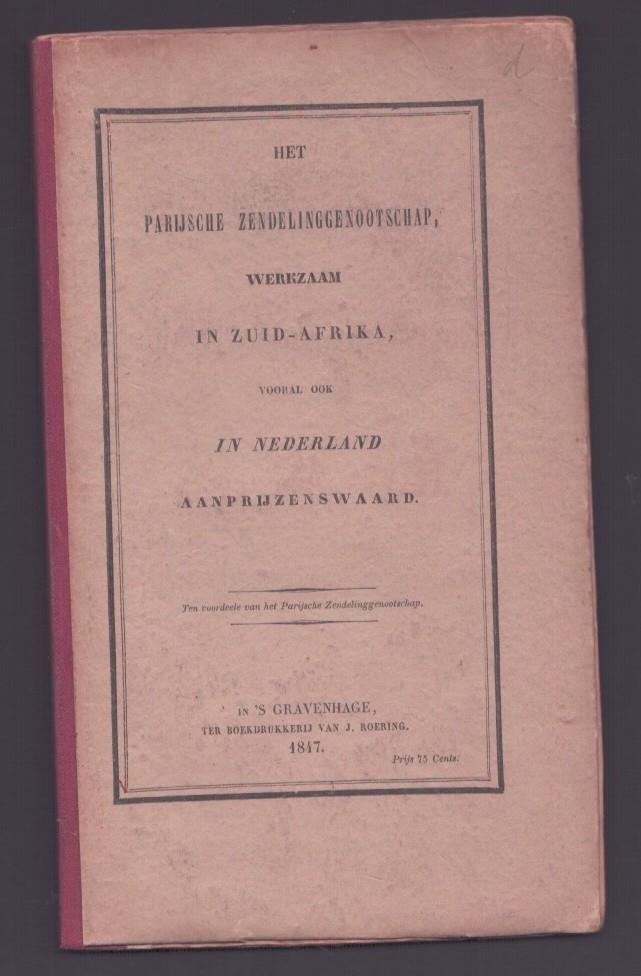 d
HET
PARIJSCHE ZENDELINGGENOOTSCHAP,
WERKZAAM
IN ZUID-AFRIKA,
VOORAL OOK
IN NEDERLAND
AANPRIJZENSWAARD.
Ten voordeele van het Parijsche Zendelinggenootschap.
IN 'S GRAVENHAGE,
TER BOEKDRUKKERIJ VAN J. ROERING.
1847.
Prijs 75 Cents.